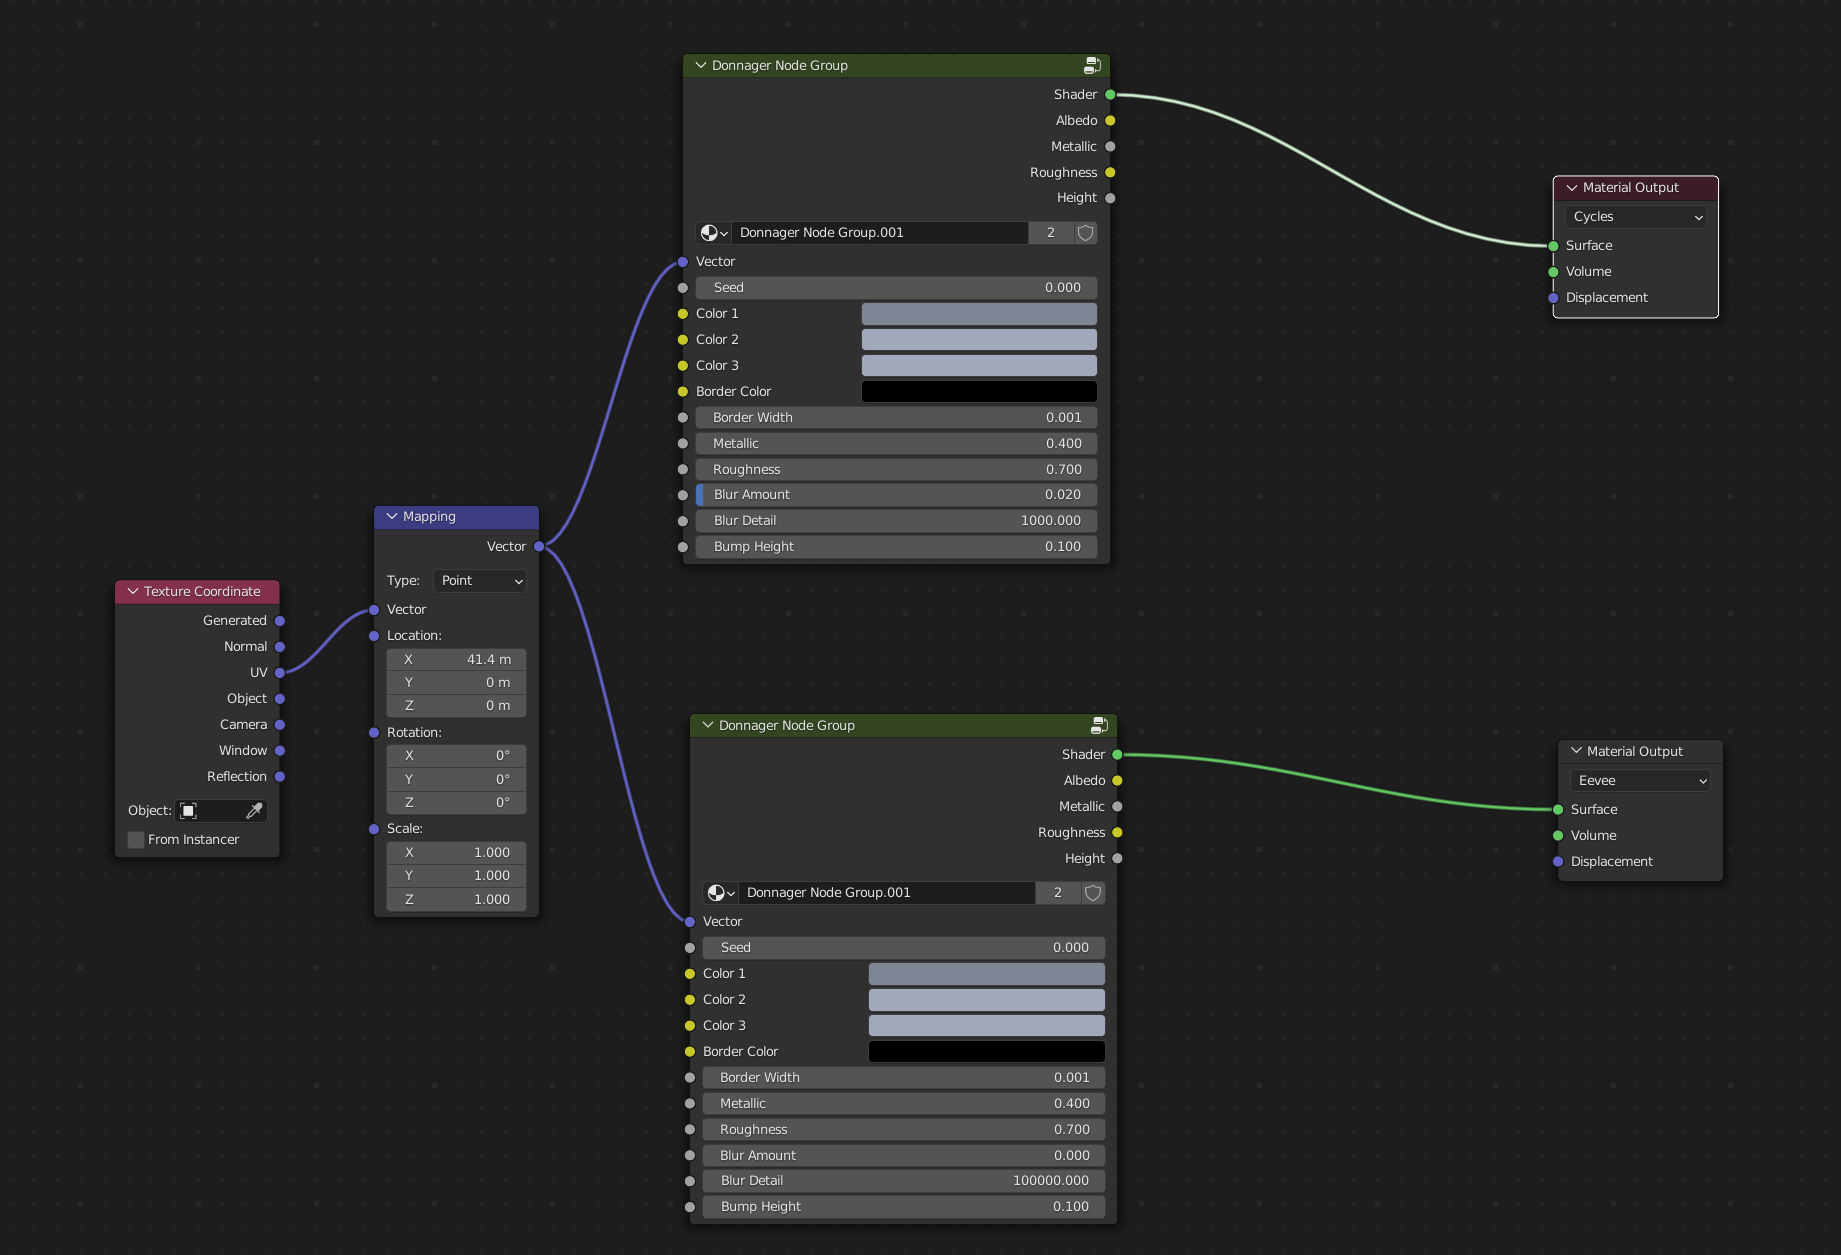 Donnager Node Group
Shader
Albedo
Metallic
Roughness
Height
Donnager Node Group.001 2
Vector
Seed 0.000
Color 1
Color 2
Color 3
Border Color
Border Width 0.001
Metallic 0.400
Roughness 0.700
Blur Amount 0.020
Blur Detail 1000.000
Bump Height 0.100
Material Output
Cycles
Surface
Volume
Displacement
Mapping
Vector
Type: Point
Vector
Location:
X 41.4 m
Y 0 m
Z 0 m
Rotation:
X 0°
Y 0°
Z 0°
Scale:
X 1.000
Y 1.000
Z 1.000
Texture Coordinate
Generated
Normal
UV
Object
Camera
Window
Reflection
Object:
From Instancer
Donnager Node Group
Shader
Albedo
Metallic
Roughness
Height
Donnager Node Group.001 2
Vector
Seed 0.000
Color 1
Color 2
Color 3
Border Color
Border Width 0.001
Metallic 0.400
Roughness 0.700
Blur Amount 0.000
Blur Detail 100000.000
Bump Height 0.100
Material Output
Eevee
Surface
Volume
Displacement